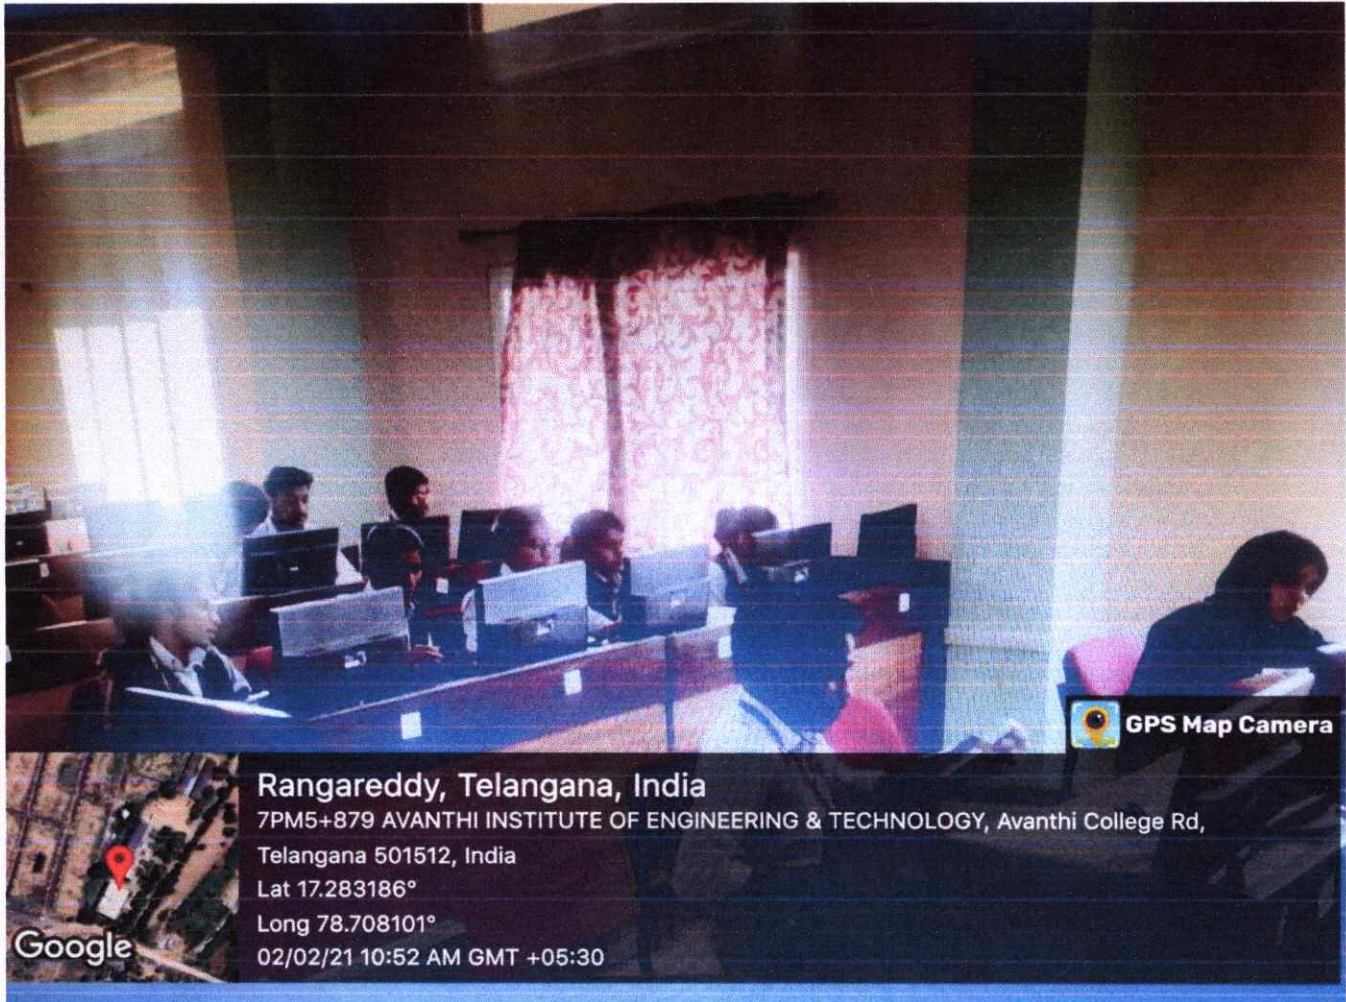 GPS Map Camera
Rangareddy, Telangana, India
7PM5+879 AVANTHI INSTITUTE OF ENGINEERING & TECHNOLOGY, Avanthi College Rd,
Telangana 501512, India
Lat 17.283186°
Long 78.708101°
02/02/21 10:52 AM GMT +05:30
Google